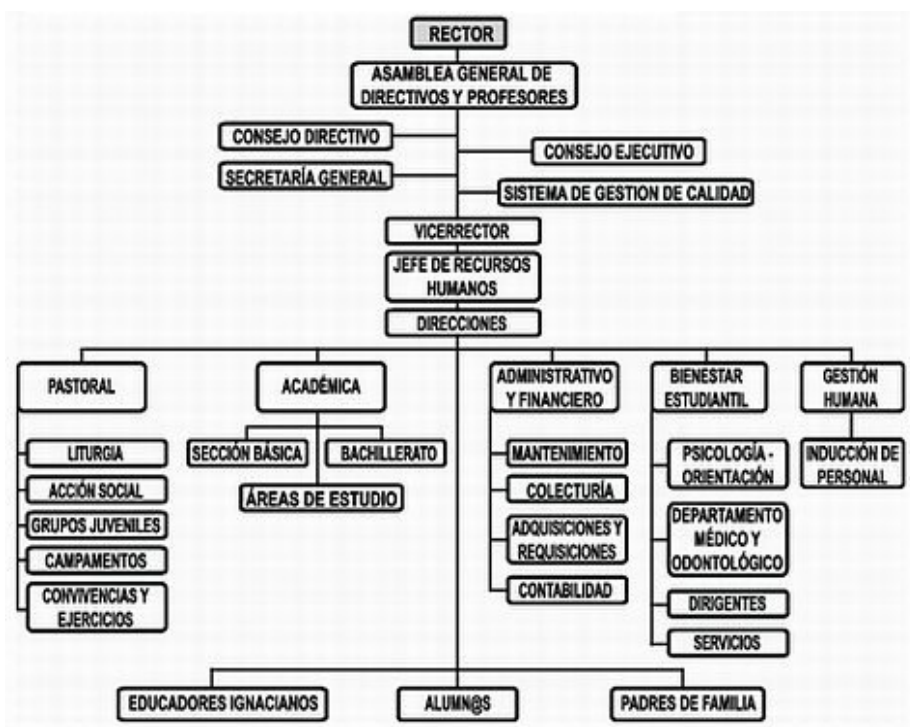 RECTOR
ASAMBLEA GENERAL DE
DIRECTIVOS Y PROFESORES
CONSEJO DIRECTIVO
CONSEJO EJECUTIVO
SECRETARÍA GENERAL
SISTEMA DE GESTION DE CALIDAD
VICERRECTOR
JEFE DE RECURSOS
HUMANOS
DIRECCIONES
PASTORAL
LITURGIA
ACCIÓN SOCIAL
GRUPOS JUVENILES
CAMPAMENTOS
CONVIVENCIAS Y
EJERCICIOS
ACADÉMICA
SECCIÓN BÁSICA
BACHILLERATO
ÁREAS DE ESTUDIO
ADMINISTRATIVO
Y FINANCIERO
MANTENIMIENTO
COLECTURÍA
ADQUISICIONES Y
REQUISICIONES
CONTABILIDAD
BIENESTAR
ESTUDIANTIL
PSICOLOGÍA -
ORIENTACIÓN
DEPARTAMENTO
MÉDICO Y
ODONTOLÓGICO
DIRIGENTES
SERVICIOS
GESTIÓN
HUMANA
INDUCCIÓN DE
PERSONAL
EDUCADORES IGNACIANOS
ALUMN@S
PADRES DE FAMILIA